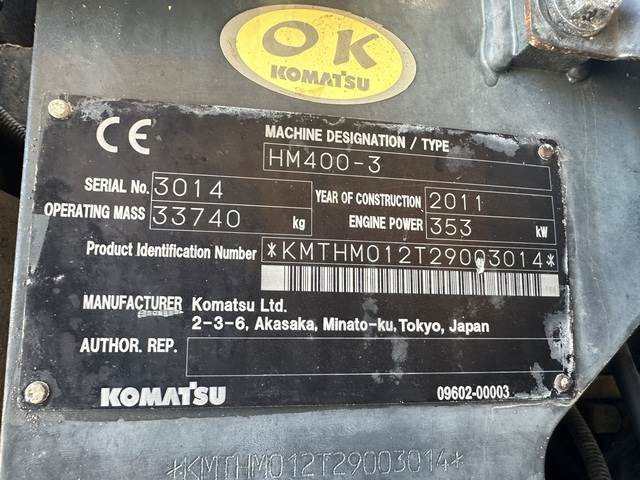 OK
KOMATSU
CE
MACHINE DESIGNATION / TYPE
HM400-3
SERIAL No. 3014
YEAR OF CONSTRUCTION 2011
OPERATING MASS 33740 kg
ENGINE POWER 353 kW
Product Identification Number *KMTHM012T29003014*
MANUFACTURER Komatsu Ltd.
2-3-6, Akasaka, Minato-ku, Tokyo, Japan
AUTHOR. REP.
KOMATSU
09602-00003
*KMTHM012T29003014*